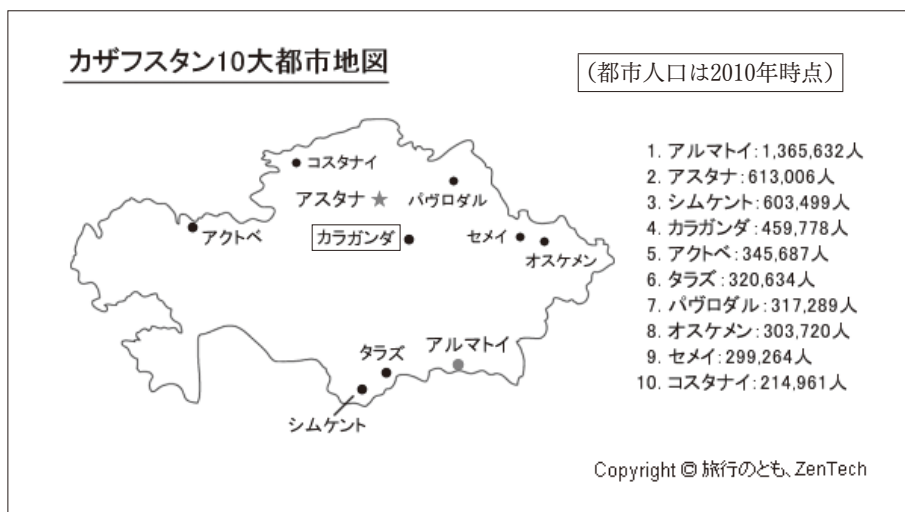 カザフスタン10大都市地図
（都市人口は2010年時点）
コスタナイ
アスタナ
パヴロダル
アクトベ
カラガンダ
セメイ
オスケメン
タラズ
アルマトイ
シムケント
1. アルマトイ：1,365,632人
2. アスタナ：613,006人
3. シムケント：603,499人
4. カラガンダ：459,778人
5. アクトベ：345,687人
6. タラズ：320,634人
7. パヴロダル：317,289人
8. オスケメン：303,720人
9. セメイ：299,264人
10. コスタナイ：214,961人
Copyright © 旅行のとも、ZenTech